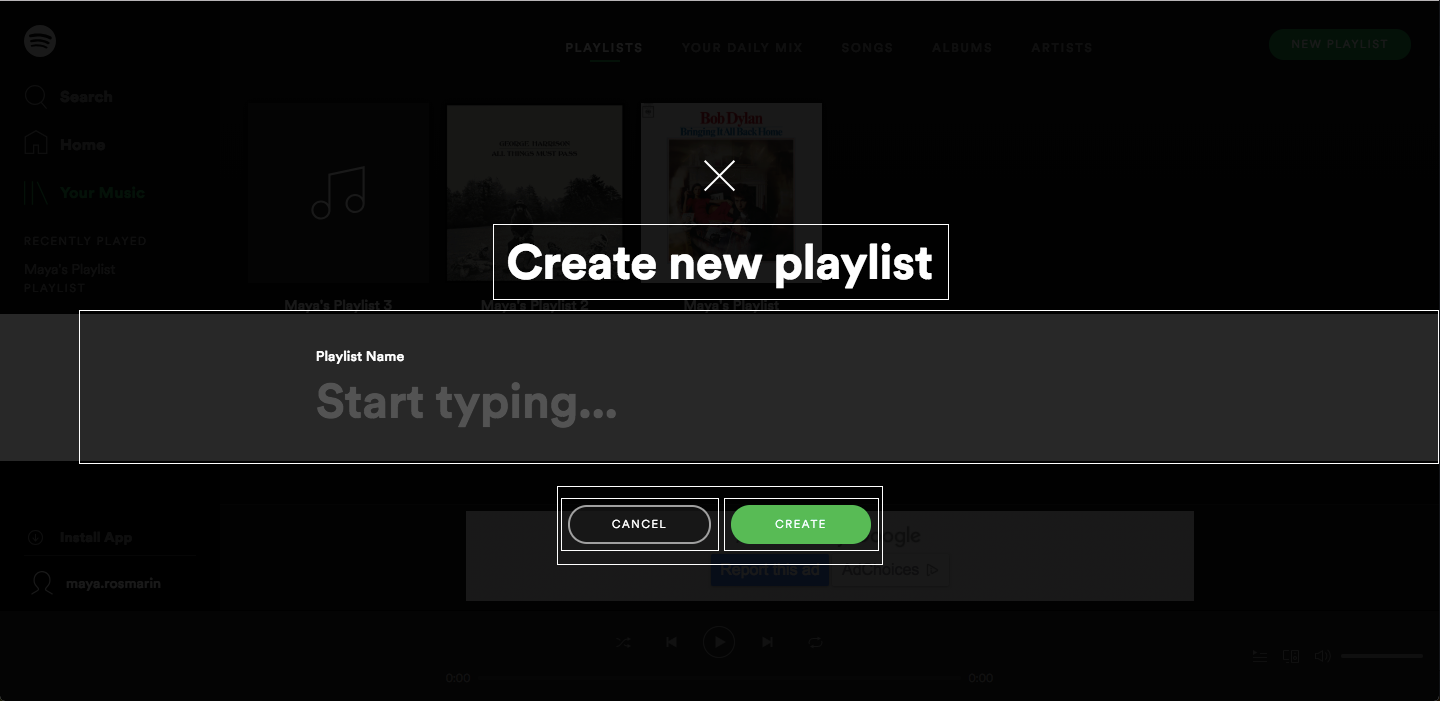 PLAYLISTS YOUR DAILY MIX SONGS ALBUMS ARTISTS NEW PLAYLIST
Search
Home
Your Music
RECENTLY PLAYED
Maya's Playlist
PLAYLIST
GEORGE HARRISON
ALL THINGS MUST PASS
Bob Dylan
Bringing It All Back Home
Create new playlist
Maya's Playlist 3 Maya's Playlist 2 Maya's Playlist
Playlist Name
Start typing...
CANCEL CREATE
Report this ad AdChoices
Install App
maya.rosmarin
0:00 0:00